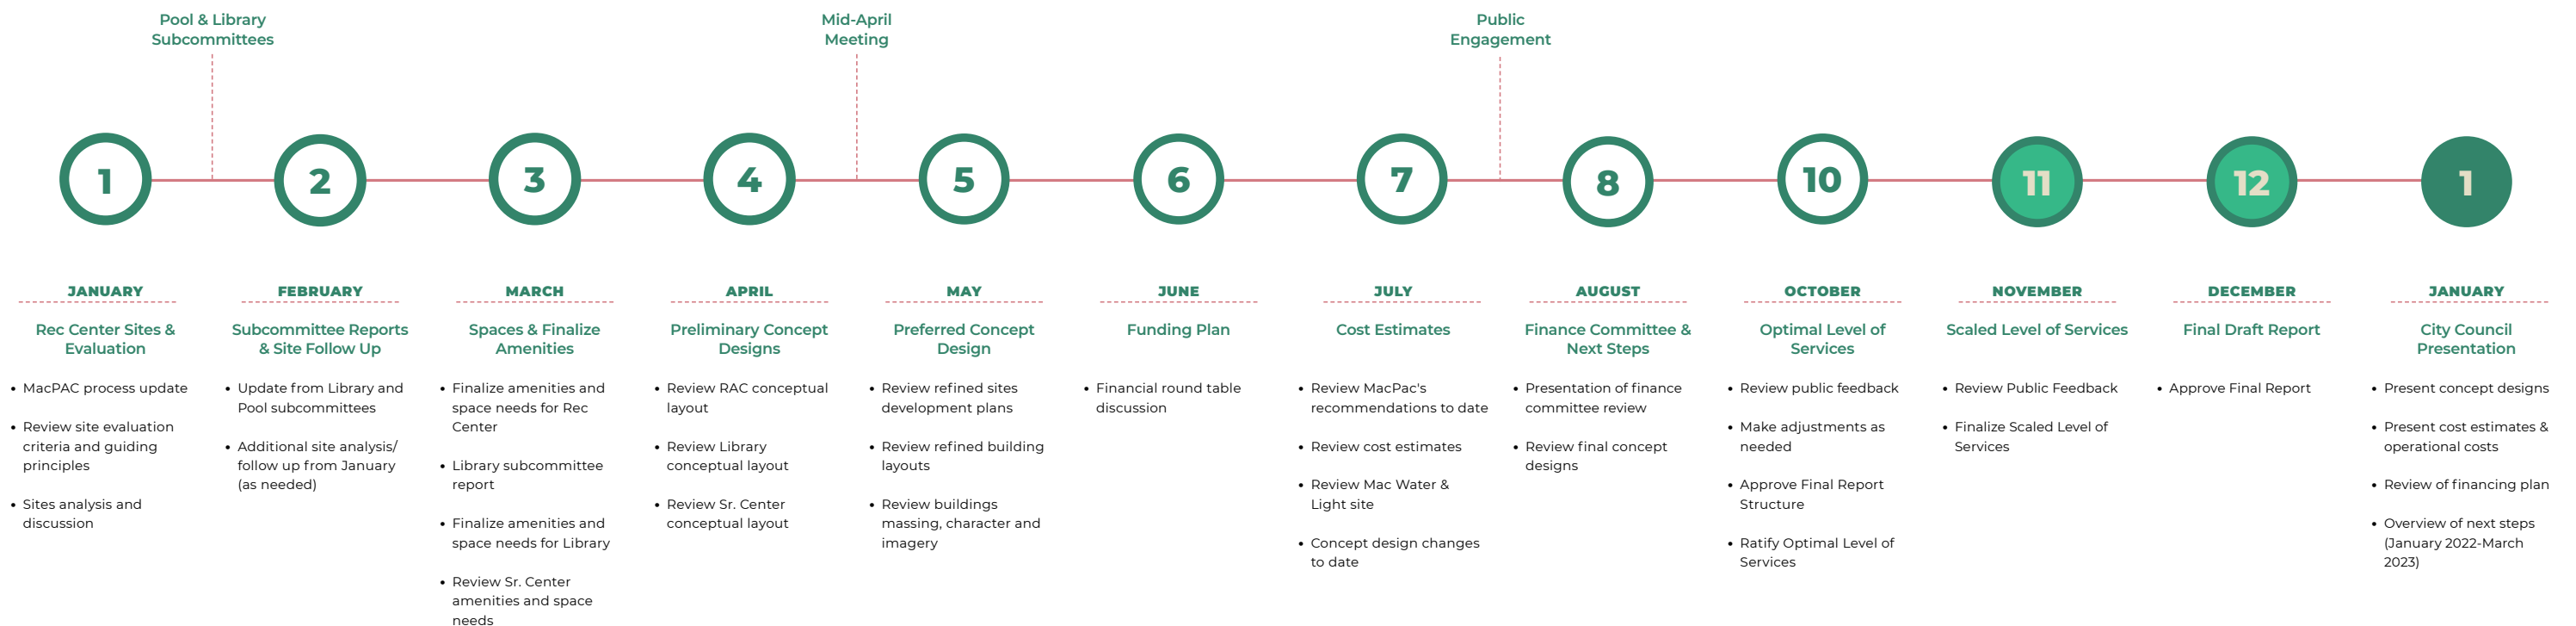 Pool & Library
Subcommittees
Mid-April
Meeting
Public
Engagement
1
2
3
4
5
6
7
8
10
11
12
1
JANUARY
Rec Center Sites &
Evaluation
• MacPAC process update
• Review site evaluation
criteria and guiding
principles
• Sites analysis and
discussion
FEBRUARY
Subcommittee Reports
& Site Follow Up
• Update from Library and
Pool subcommittees
• Additional site analysis/
follow up from January
(as needed)
MARCH
Spaces & Finalize
Amenities
• Finalize amenities and
space needs for Rec
Center
• Library subcommittee
report
• Finalize amenities and
space needs for Library
• Review Sr. Center
amenities and space
needs
APRIL
Preliminary Concept
Designs
• Review RAC conceptual
layout
• Review Library
conceptual layout
• Review Sr. Center
conceptual layout
MAY
Preferred Concept
Design
• Review refined sites
development plans
• Review refined building
layouts
• Review buildings
massing, character and
imagery
JUNE
Funding Plan
• Financial round table
discussion
JULY
Cost Estimates
• Review MacPac's
recommendations to date
• Review cost estimates
• Review Mac Water &
Light site
• Concept design changes
to date
AUGUST
Finance Committee &
Next Steps
• Presentation of finance
committee review
• Review final concept
designs
OCTOBER
Optimal Level of
Services
• Review public feedback
• Make adjustments as
needed
• Approve Final Report
Structure
• Ratify Optimal Level of
Services
NOVEMBER
Scaled Level of Services
• Review Public Feedback
• Finalize Scaled Level of
Services
DECEMBER
Final Draft Report
• Approve Final Report
JANUARY
City Council
Presentation
• Present concept designs
• Present cost estimates &
operational costs
• Review of financing plan
• Overview of next steps
(January 2022-March
2023)